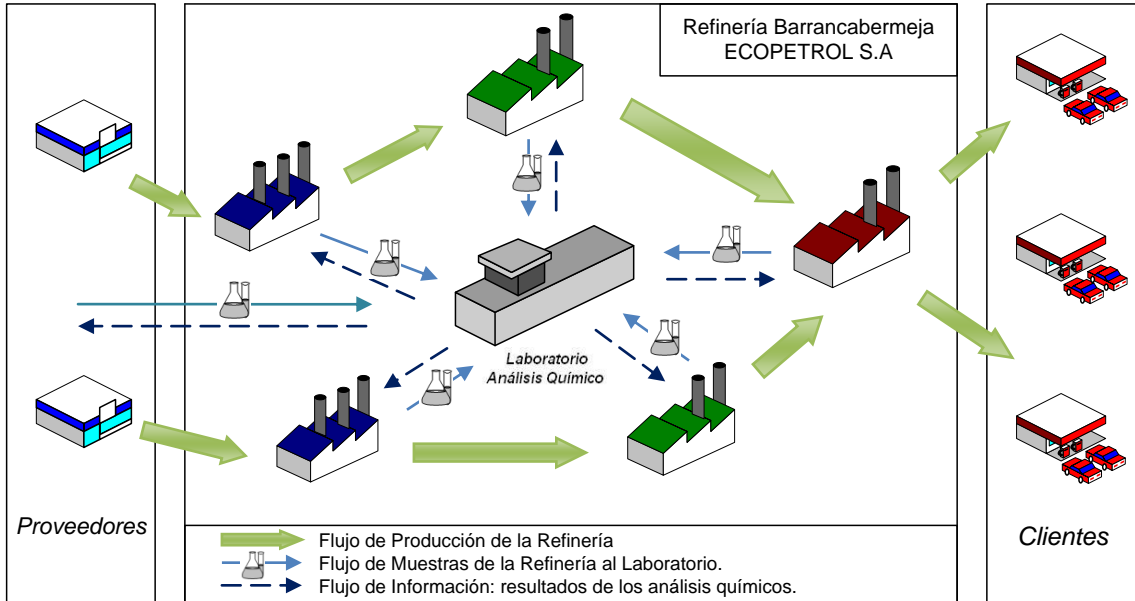 Refinería Barrancabermeja
ECOPETROL S.A
Laboratorio
Análisis Químico
Proveedores
Clientes
Flujo de Producción de la Refinería
Flujo de Muestras de la Refinería al Laboratorio.
Flujo de Información: resultados de los análisis químicos.